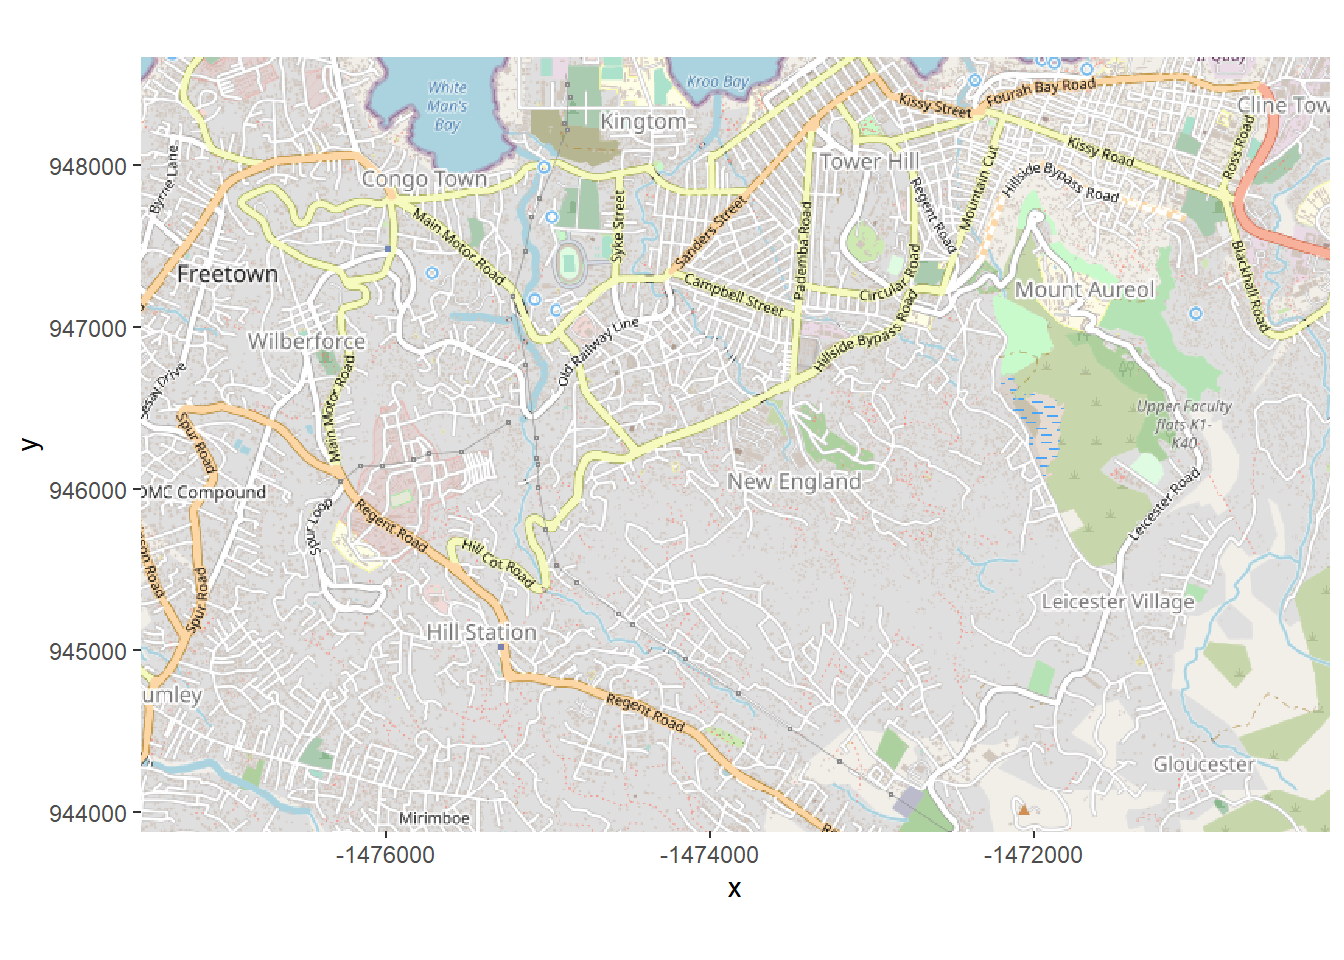 White
Man's
Bay
Kroo Bay
Kingtom
Kissy Street
Fourah Bay Road
Cline Tow
Byrne Lane
Congo Town
Tower Hill
Kissy Road
Ross Road
Hillside Bypass Road
Mountain Cut
Regent Road
Main Motor Road
Syke Street
Sanders Street
Pademba Road
Circular Road
Blackhall Road
Freetown
Campbell Street
Mount Aureol
Wilberforce
Old Railway Line
Hillside Bypass Road
Main Motor Road
Upper Faculty
flats K1-
K40
Spur Road
New England
OMC Compound
Leicester Road
Spur Loop
Regent Road
Hill Cot Road
Spur Road
son Road
Leicester Village
Hill Station
umley
Regent Road
Gloucester
Mirimboe
948000
947000
946000
945000
944000
y
-1476000
-1474000
-1472000
x